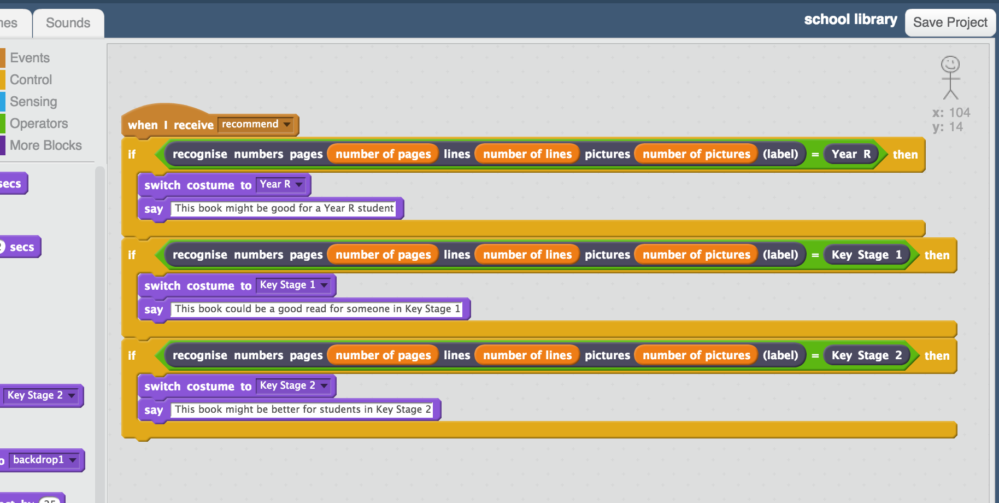 Sounds
school library
Save Project
Events
Control
Sensing
Operators
More Blocks
secs
secs
Key Stage 2
backdrop1
when I receive recommend
if recognise numbers pages number of pages lines number of lines pictures number of pictures (label) = Year R then
switch costume to Year R
say This book might be good for a Year R student
if recognise numbers pages number of pages lines number of lines pictures number of pictures (label) = Key Stage 1 then
switch costume to Key Stage 1
say This book could be a good read for someone in Key Stage 1
if recognise numbers pages number of pages lines number of lines pictures number of pictures (label) = Key Stage 2 then
switch costume to Key Stage 2
say This book might be better for students in Key Stage 2
x: 104
y: 14